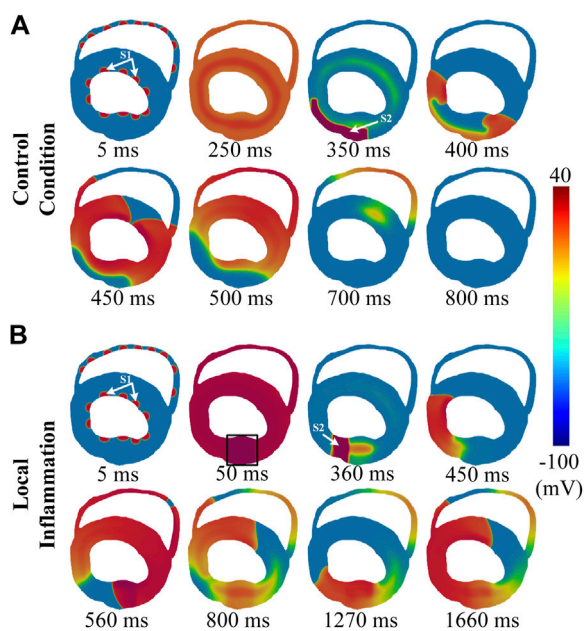 A
Control
Condition
S1
5 ms
250 ms
S2
350 ms
400 ms
450 ms
500 ms
700 ms
800 ms
40
-100
(mV)
B
Local
Inflammation
S1
5 ms
50 ms
S2
360 ms
450 ms
560 ms
800 ms
1270 ms
1660 ms